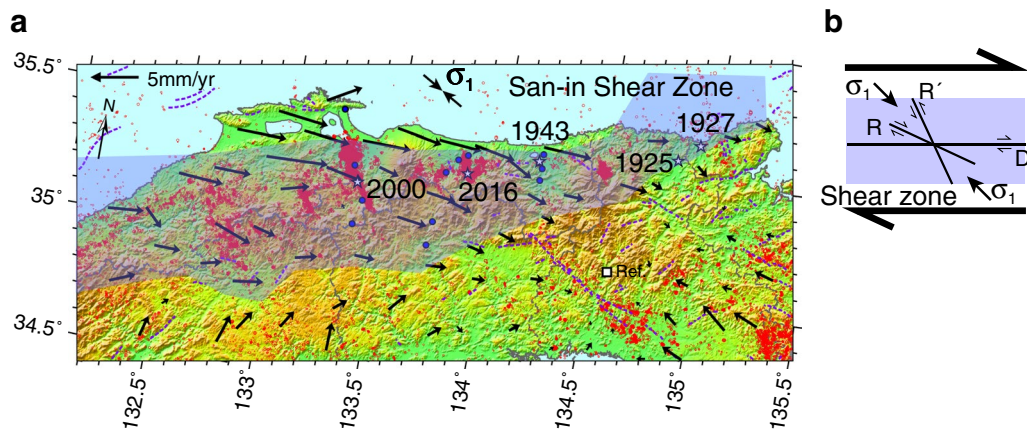 a
b
35.5°
35°
34.5°
5mm/yr
N
σ1
San-in Shear Zone
1943
1927
1925
2000
2016
Ref.
132.5°
133°
133.5°
134°
134.5°
135°
135.5°
σ1
R´
R
D
σ1
Shear zone